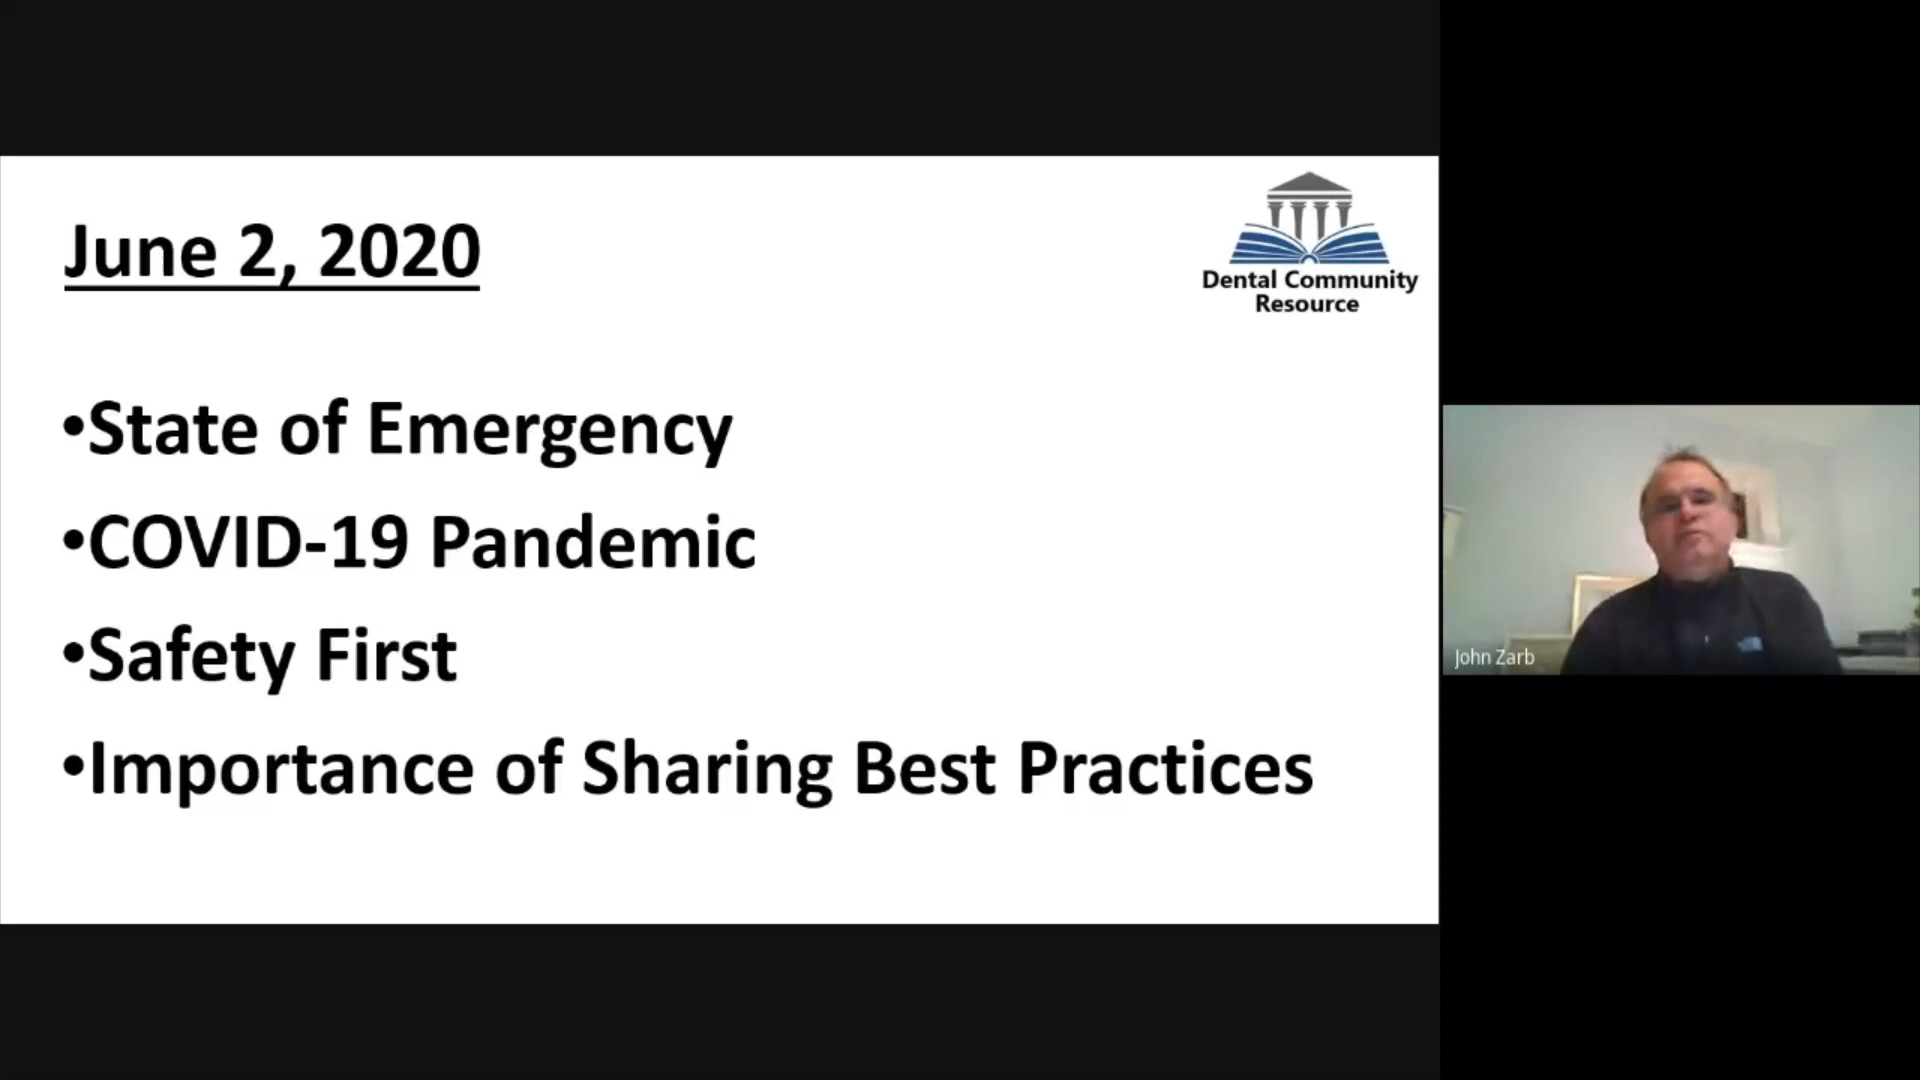 June 2, 2020
Dental Community
Resource
•State of Emergency
•COVID-19 Pandemic
•Safety First
•Importance of Sharing Best Practices
John Zarb